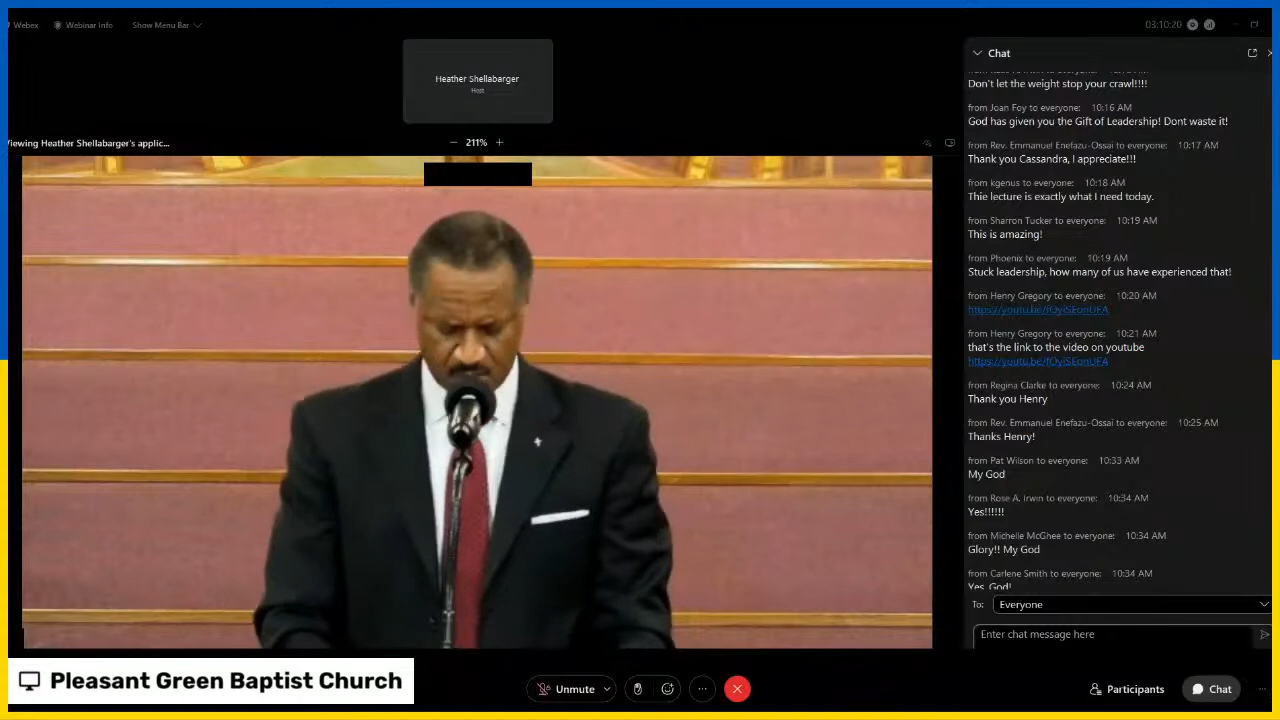 Webex
Webinar Info
Show Menu Bar
03:10:20
Heather Shellabarger
Host
Viewing Heather Shellabarger's applic...
211%
Chat
Don't let the weight stop your crawl!!!!
from Joan Foy to everyone: 10:16 AM
God has given you the Gift of Leadership! Dont waste it!
from Rev. Emmanuel Enefazu-Ossai to everyone: 10:17 AM
Thank you Cassandra, I appreciate!!!
from kgenus to everyone: 10:18 AM
Thie lecture is exactly what I need today.
from Sharron Tucker to everyone: 10:19 AM
This is amazing!
from Phoenix to everyone: 10:19 AM
Stuck leadership, how many of us have experienced that!
from Henry Gregory to everyone: 10:20 AM
https://youtu.be/fOyiSEonUFA
from Henry Gregory to everyone: 10:21 AM
that's the link to the video on youtube
https://youtu.be/fOyiSEonUFA
from Regina Clarke to everyone: 10:24 AM
Thank you Henry
from Rev. Emmanuel Enefazu-Ossai to everyone: 10:25 AM
Thanks Henry!
from Pat Wilson to everyone: 10:33 AM
My God
from Rose A. Irwin to everyone: 10:34 AM
Yes!!!!!!
from Michelle McGhee to everyone: 10:34 AM
Glory!! My God
from Carlene Smith to everyone: 10:34 AM
Yes, God!
To: Everyone
Enter chat message here
Pleasant Green Baptist Church
Unmute
Participants
Chat